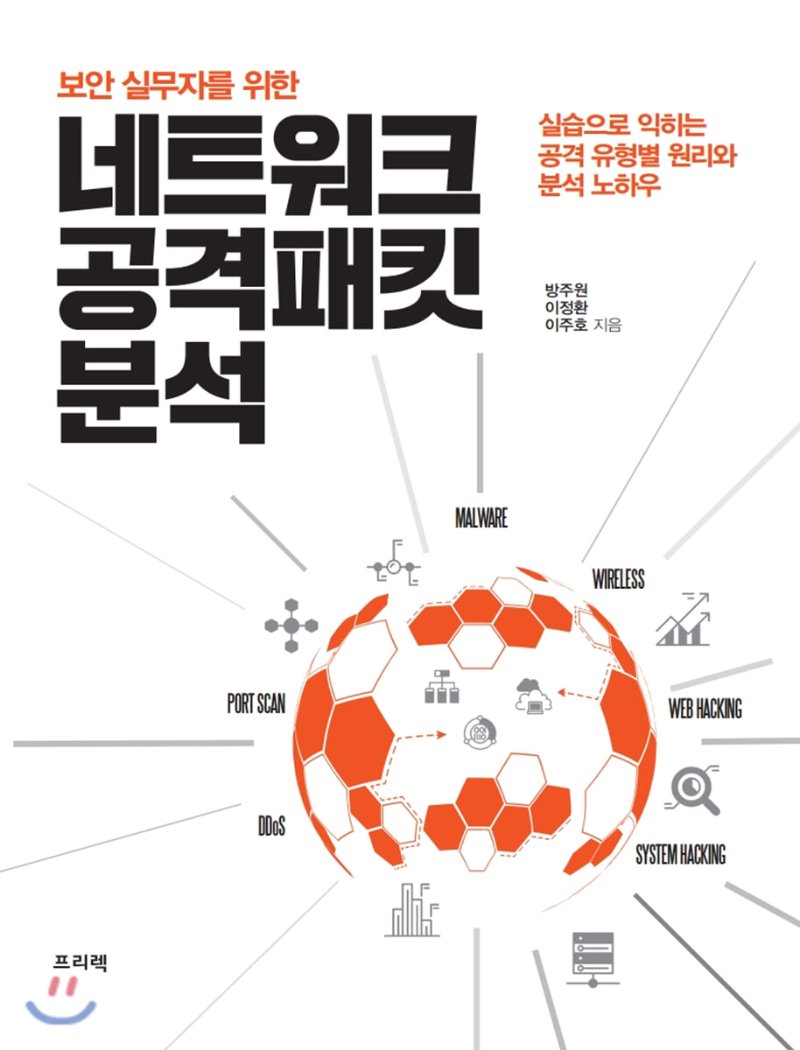 보안 실무자를 위한
네트워크
공격패킷
분석
실습으로 익히는
공격 유형별 원리와
분석 노하우
방주원
이정환
이주호 지음
MALWARE
WIRELESS
PORT SCAN
WEB HACKING
DDoS
SYSTEM HACKING
프리렉